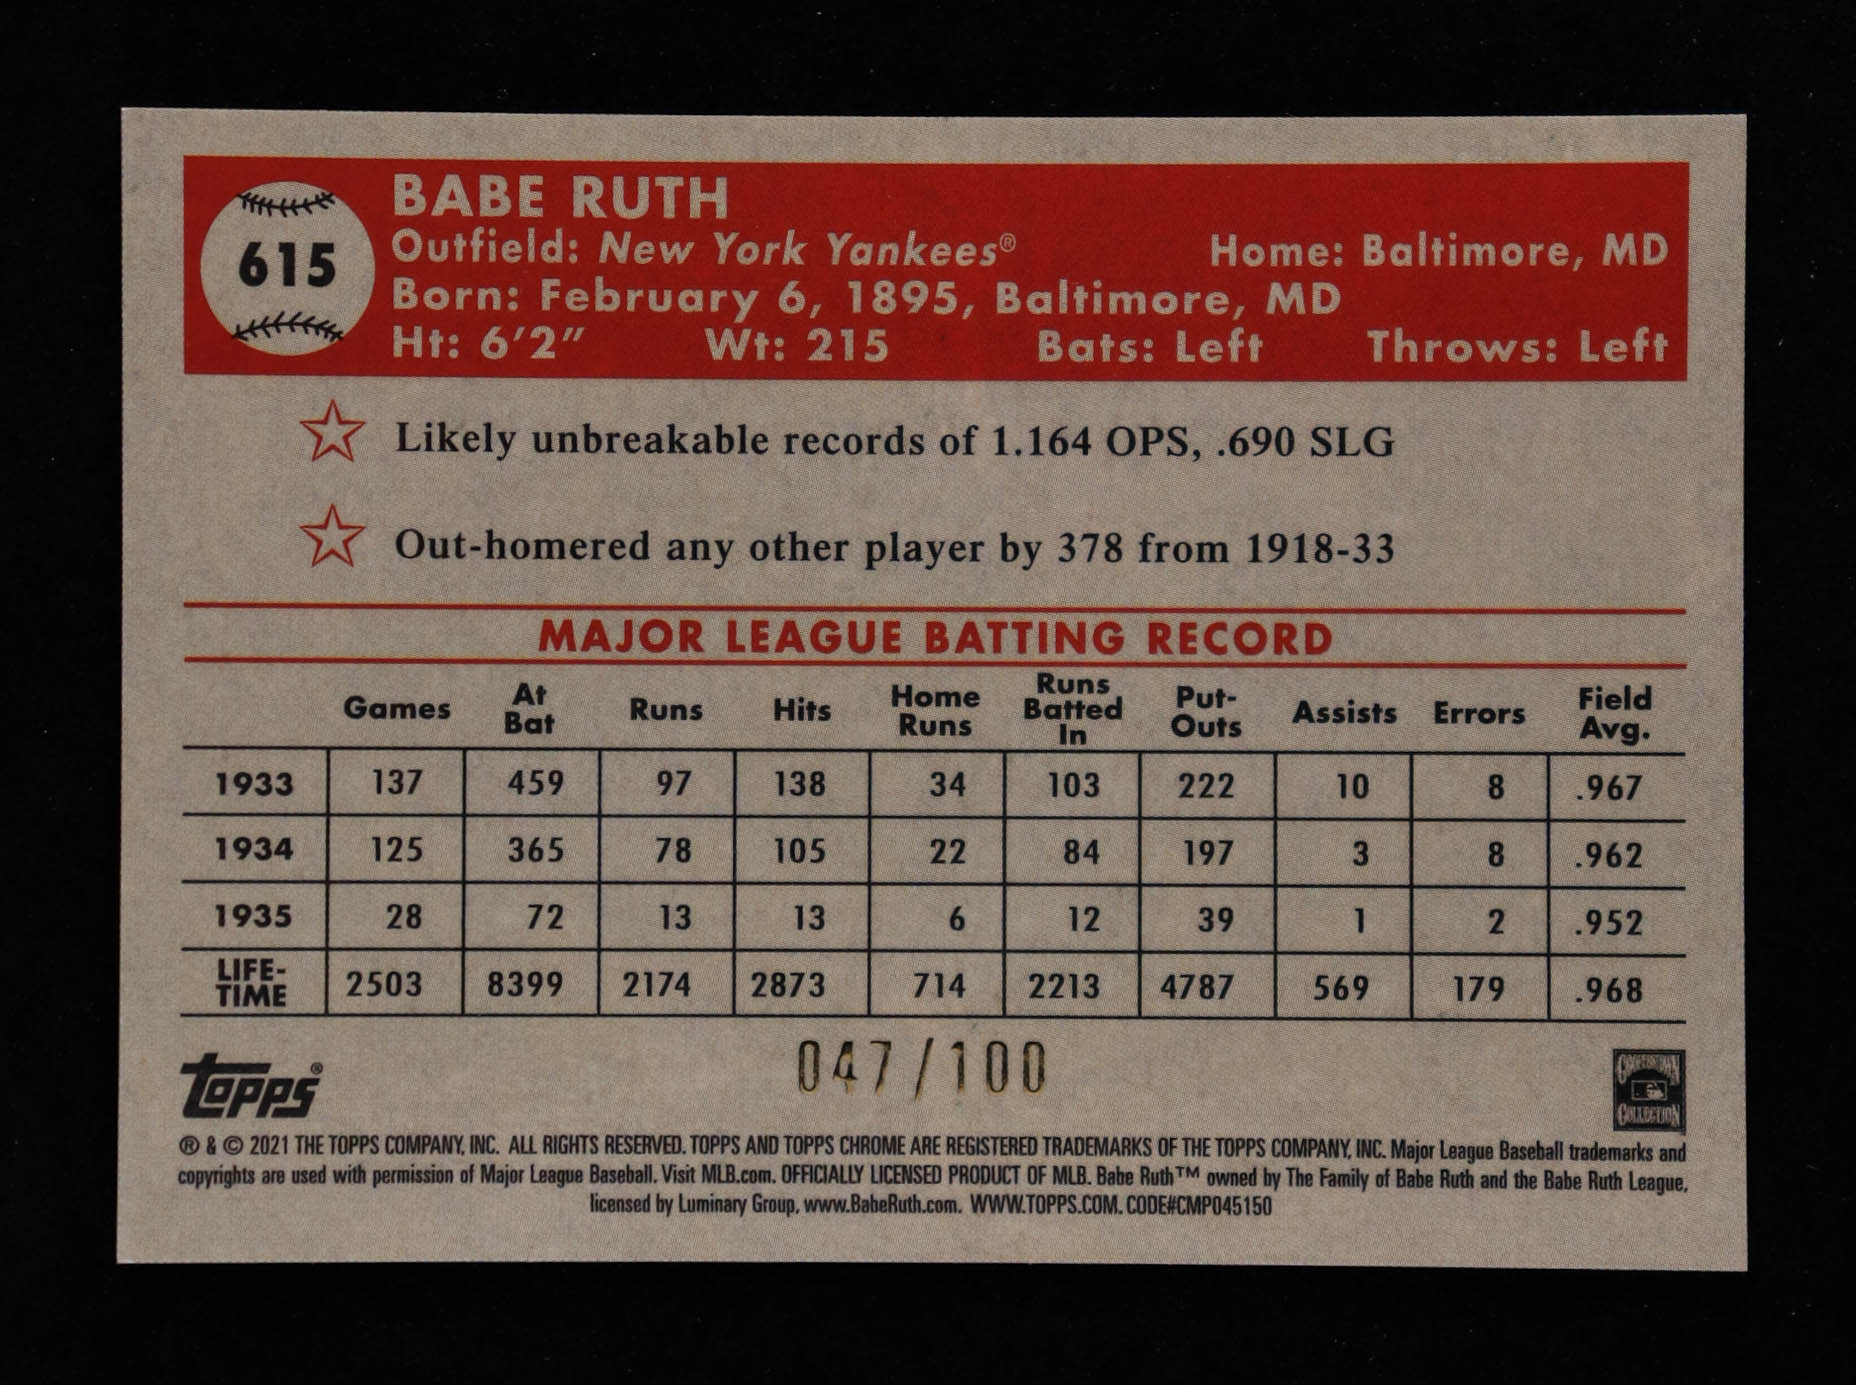 615
BABE RUTH
Outfield: New York Yankees® Home: Baltimore, MD
Born: February 6, 1895, Baltimore, MD
Ht: 6'2" Wt: 215 Bats: Left Throws: Left
Likely unbreakable records of 1.164 OPS, .690 SLG
Out-homered any other player by 378 from 1918-33
MAJOR LEAGUE BATTING RECORD
Games At Bat Runs Hits Home Runs Runs Batted In Put-Outs Assists Errors Field Avg.
1933 137 459 97 138 34 103 222 10 8 .967
1934 125 365 78 105 22 84 197 3 8 .962
1935 28 72 13 13 6 12 39 1 2 .952
LIFE-TIME 2503 8399 2174 2873 714 2213 4787 569 179 .968
047/100
Topps®
COOPERSTOWN
COLLECTION
® & © 2021 THE TOPPS COMPANY, INC. ALL RIGHTS RESERVED. TOPPS AND TOPPS CHROME ARE REGISTERED TRADEMARKS OF THE TOPPS COMPANY, INC. Major League Baseball trademarks and
copyrights are used with permission of Major League Baseball. Visit MLB.com. OFFICIALLY LICENSED PRODUCT OF MLB. Babe Ruth™ owned by The Family of Babe Ruth and the Babe Ruth League,
licensed by Luminary Group, www.BabeRuth.com. WWW.TOPPS.COM. CODE#CMP045150